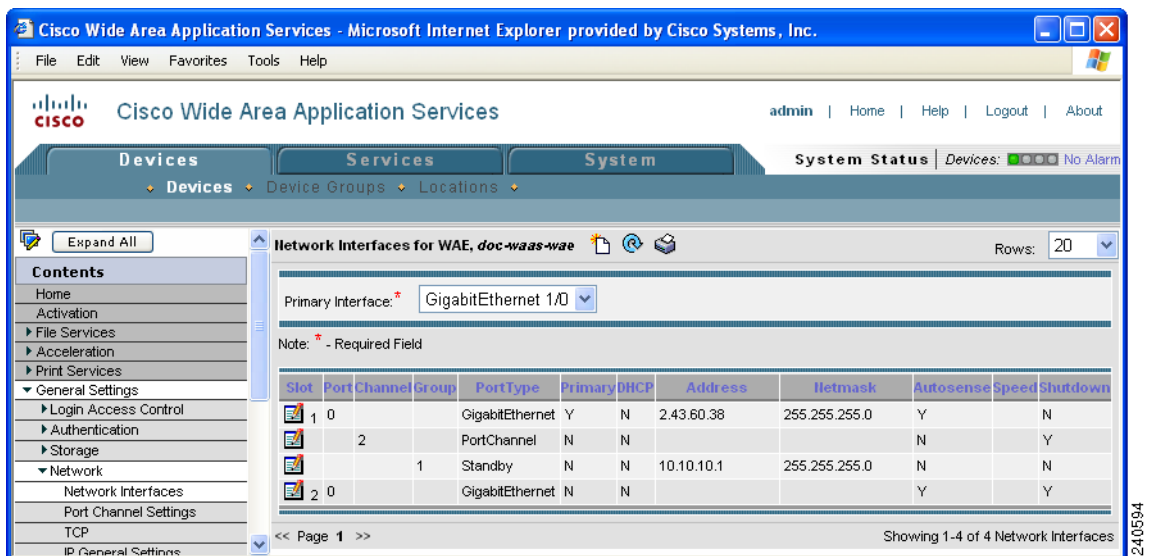 Cisco Wide Area Application Services - Microsoft Internet Explorer provided by Cisco Systems, Inc.
File Edit View Favorites Tools Help
CISCO Cisco Wide Area Application Services admin | Home | Help | Logout | About
Devices Services System System Status | Devices: No Alarm
Devices Device Groups Locations
Expand All Network Interfaces for WAE, doc-waas-wae Rows: 20
Contents
Home
Activation
File Services
Acceleration
Print Services
General Settings
Login Access Control
Authentication
Storage
Network
Network Interfaces
Port Channel Settings
TCP
IP General Settings
Primary Interface:* GigabitEthernet 1/0
Note: * - Required Field
Slot Port Channel Group PortType Primary DHCP Address Netmask Autosense Speed Shutdown
1 0 GigabitEthernet Y N 2.43.60.38 255.255.255.0 Y N
2 PortChannel N N N Y
1 Standby N N 10.10.10.1 255.255.255.0 N N
2 0 GigabitEthernet N N Y Y
<< Page 1 >> Showing 1-4 of 4 Network Interfaces
240594